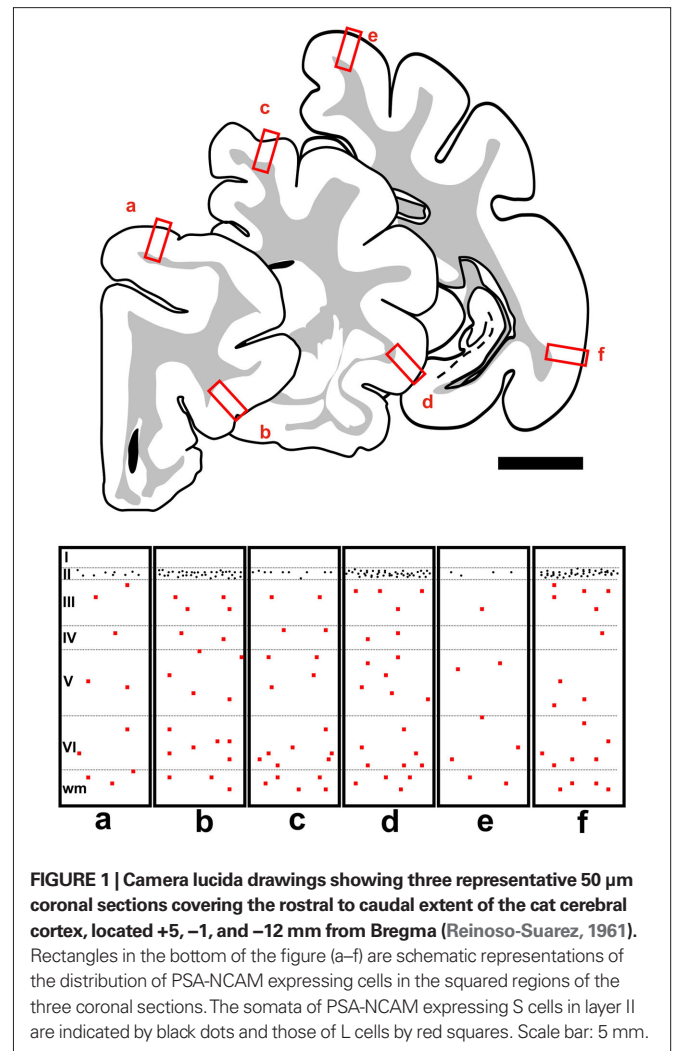 e
c
a
f
d
b
I
II
III
IV
V
VI
wm
a b c d e f
FIGURE 1 | Camera lucida drawings showing three representative 50 μm
coronal sections covering the rostral to caudal extent of the cat cerebral
cortex, located +5, –1, and –12 mm from Bregma (Reinoso-Suarez, 1961).
Rectangles in the bottom of the figure (a–f) are schematic representations of
the distribution of PSA-NCAM expressing cells in the squared regions of the
three coronal sections. The somata of PSA-NCAM expressing S cells in layer II
are indicated by black dots and those of L cells by red squares. Scale bar: 5 mm.